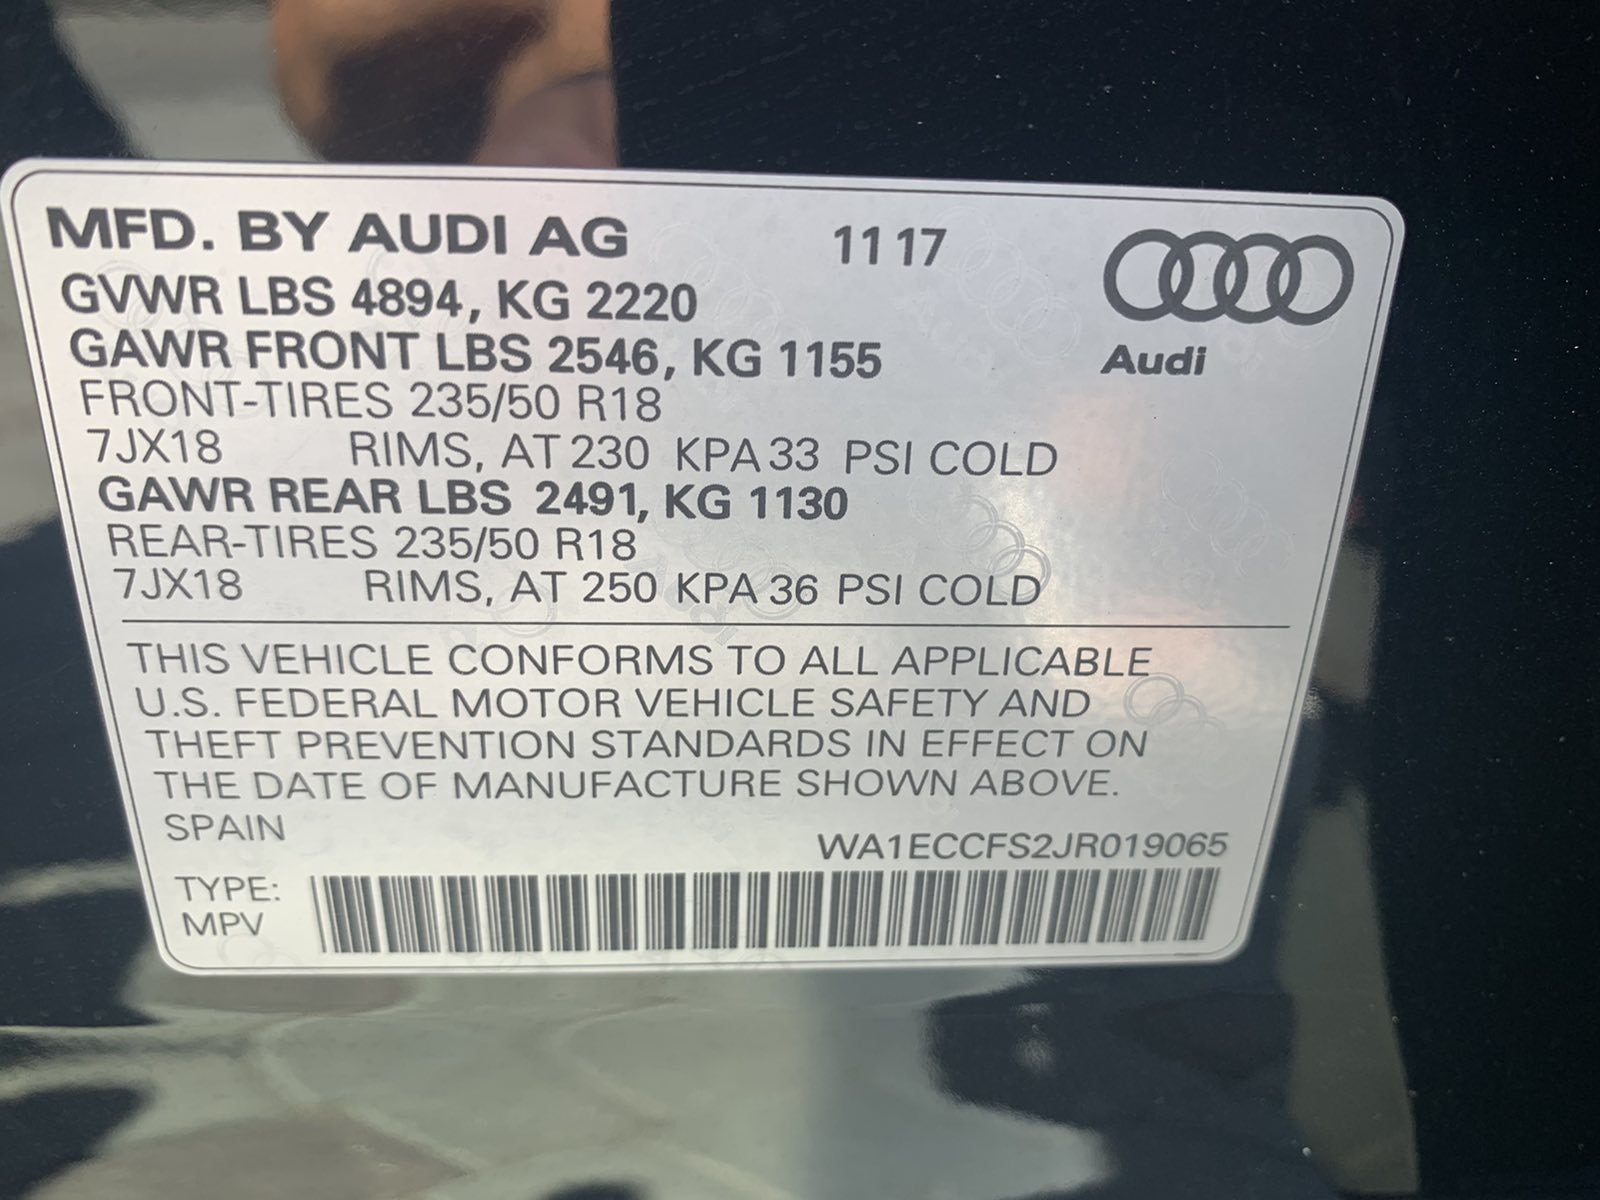 MFD. BY AUDI AG 11 17
GVWR LBS 4894, KG 2220
GAWR FRONT LBS 2546, KG 1155
Audi
FRONT-TIRES 235/50 R18
7JX18 RIMS, AT 230 KPA 33 PSI COLD
GAWR REAR LBS 2491, KG 1130
REAR-TIRES 235/50 R18
7JX18 RIMS, AT 250 KPA 36 PSI COLD
THIS VEHICLE CONFORMS TO ALL APPLICABLE
U.S. FEDERAL MOTOR VEHICLE SAFETY AND
THEFT PREVENTION STANDARDS IN EFFECT ON
THE DATE OF MANUFACTURE SHOWN ABOVE.
SPAIN
WA1ECCFS2JR019065
TYPE:
MPV